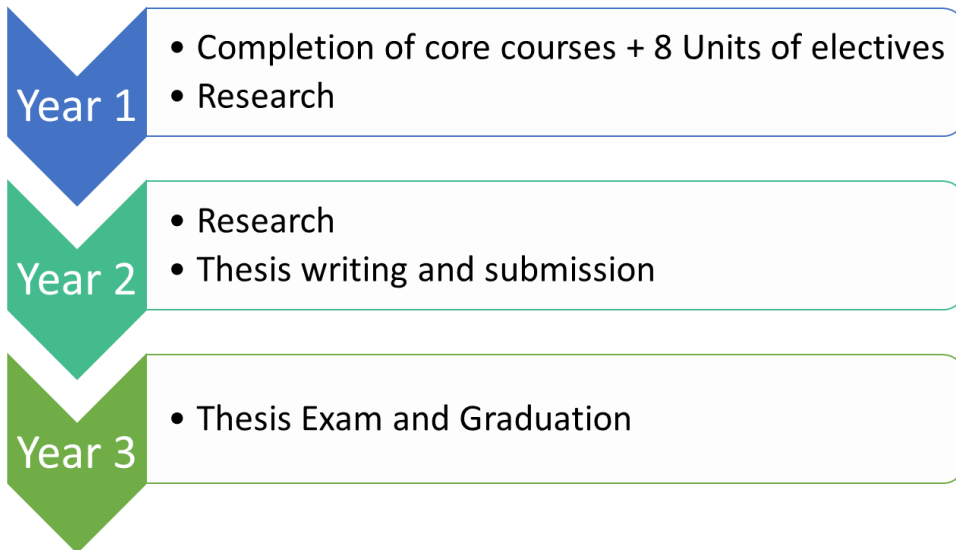 Year 1
• Completion of core courses + 8 Units of electives
• Research
Year 2
• Research
• Thesis writing and submission
Year 3
• Thesis Exam and Graduation